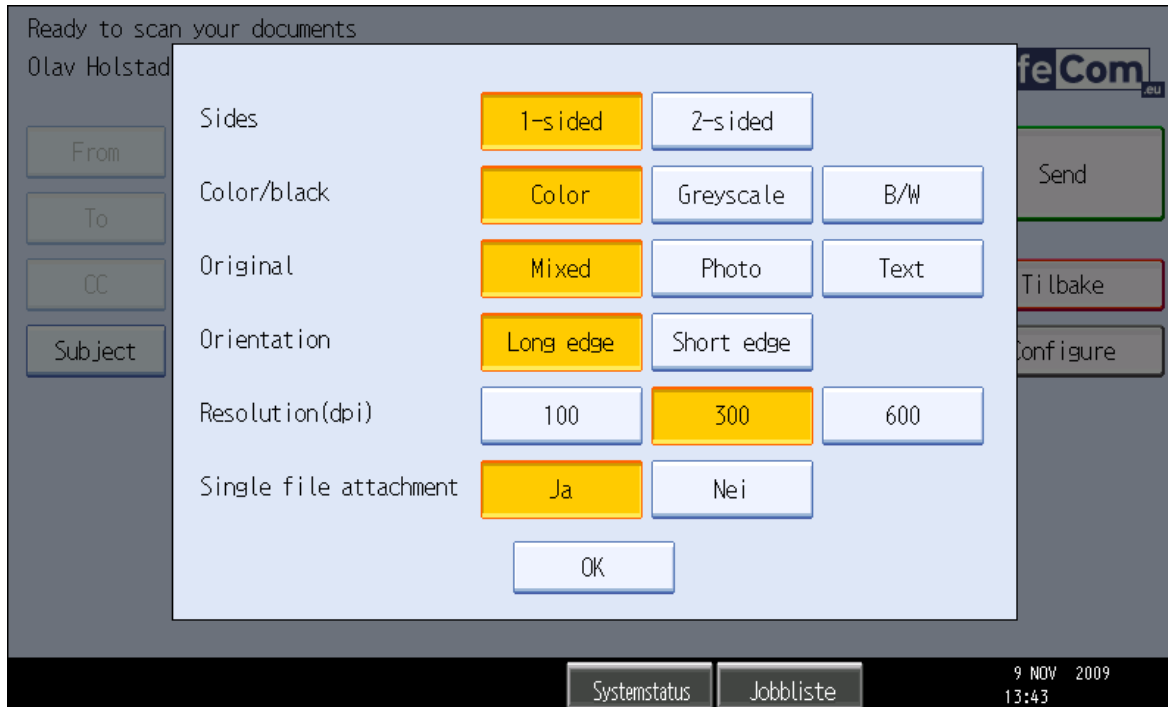 Ready to scan your documents
Olav Holstad
feCom
.eu
Sides 1-sided 2-sided
From
Color/black Color Greyscale B/W
Send
To
Original Mixed Photo Text
CC
Tilbake
Orientation Long edge Short edge
Subject
Configure
Resolution(dpi) 100 300 600
Single file attachment Ja Nei
OK
Systemstatus Jobbliste
9 NOV 2009
13:43